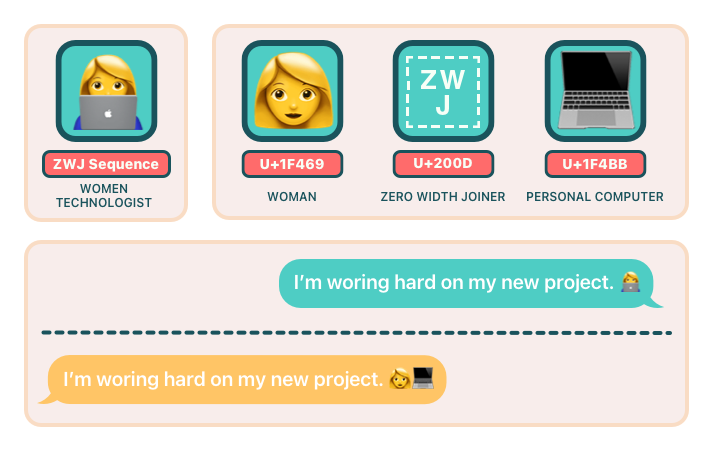 ZW
J
ZWJ Sequence
U+1F469
U+200D
U+1F4BB
WOMEN
TECHNOLOGIST
WOMAN
ZERO WIDTH JOINER
PERSONAL COMPUTER
I’m woring hard on my new project. 👩‍💻
I’m woring hard on my new project. 👩💻